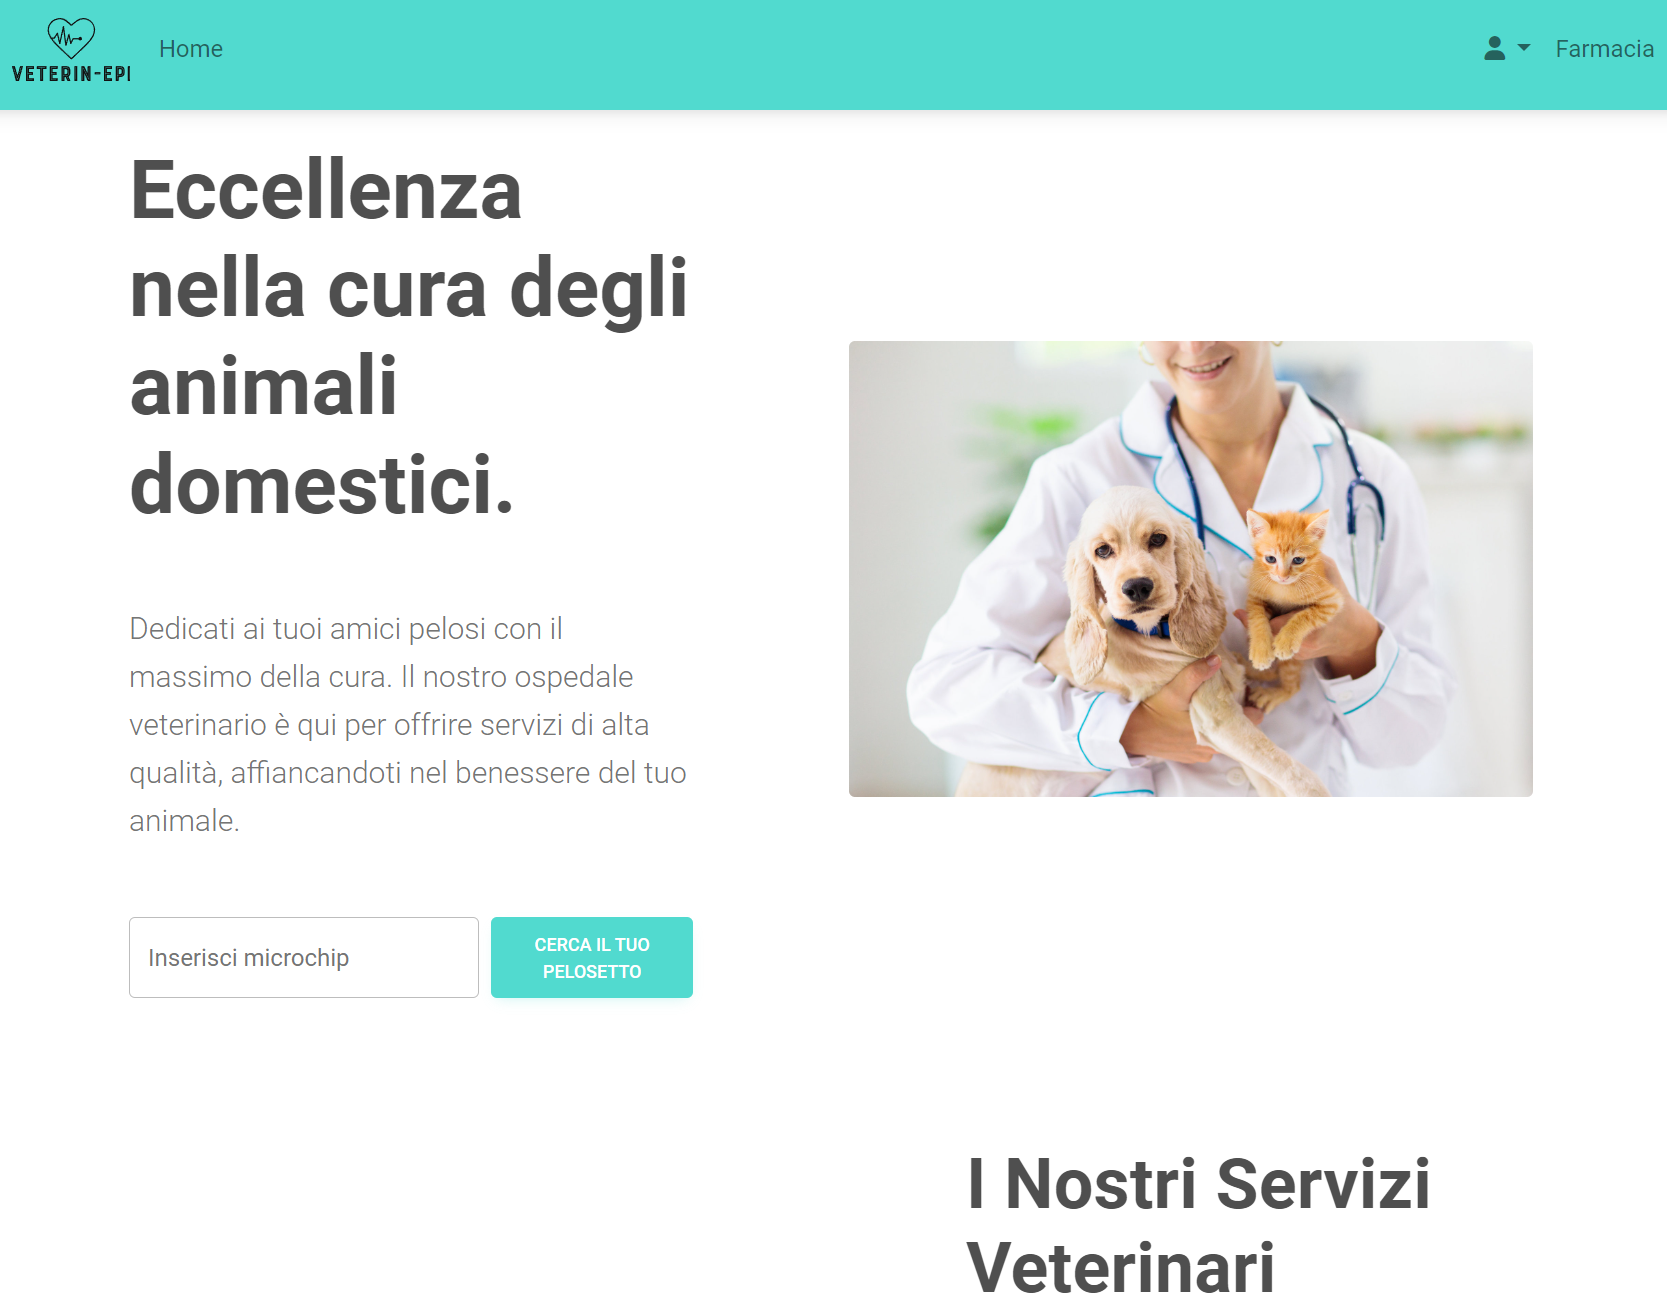 VETERIN-EPI
Home
Farmacia
Eccellenza
nella cura degli
animali
domestici.
Dedicati ai tuoi amici pelosi con il
massimo della cura. Il nostro ospedale
veterinario è qui per offrire servizi di alta
qualità, affiancandoti nel benessere del tuo
animale.
Inserisci microchip
CERCA IL TUO
PELOSETTO
I Nostri Servizi
Veterinari